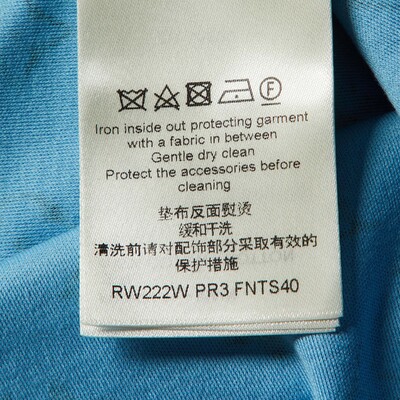 F
Iron inside out protecting garment
with a fabric in between
Gentle dry clean
Protect the accessories before
cleaning
垫布反面熨烫
缓和干洗
清洗前请对配饰部分采取有效的
保护措施
RW222W PR3 FNTS40